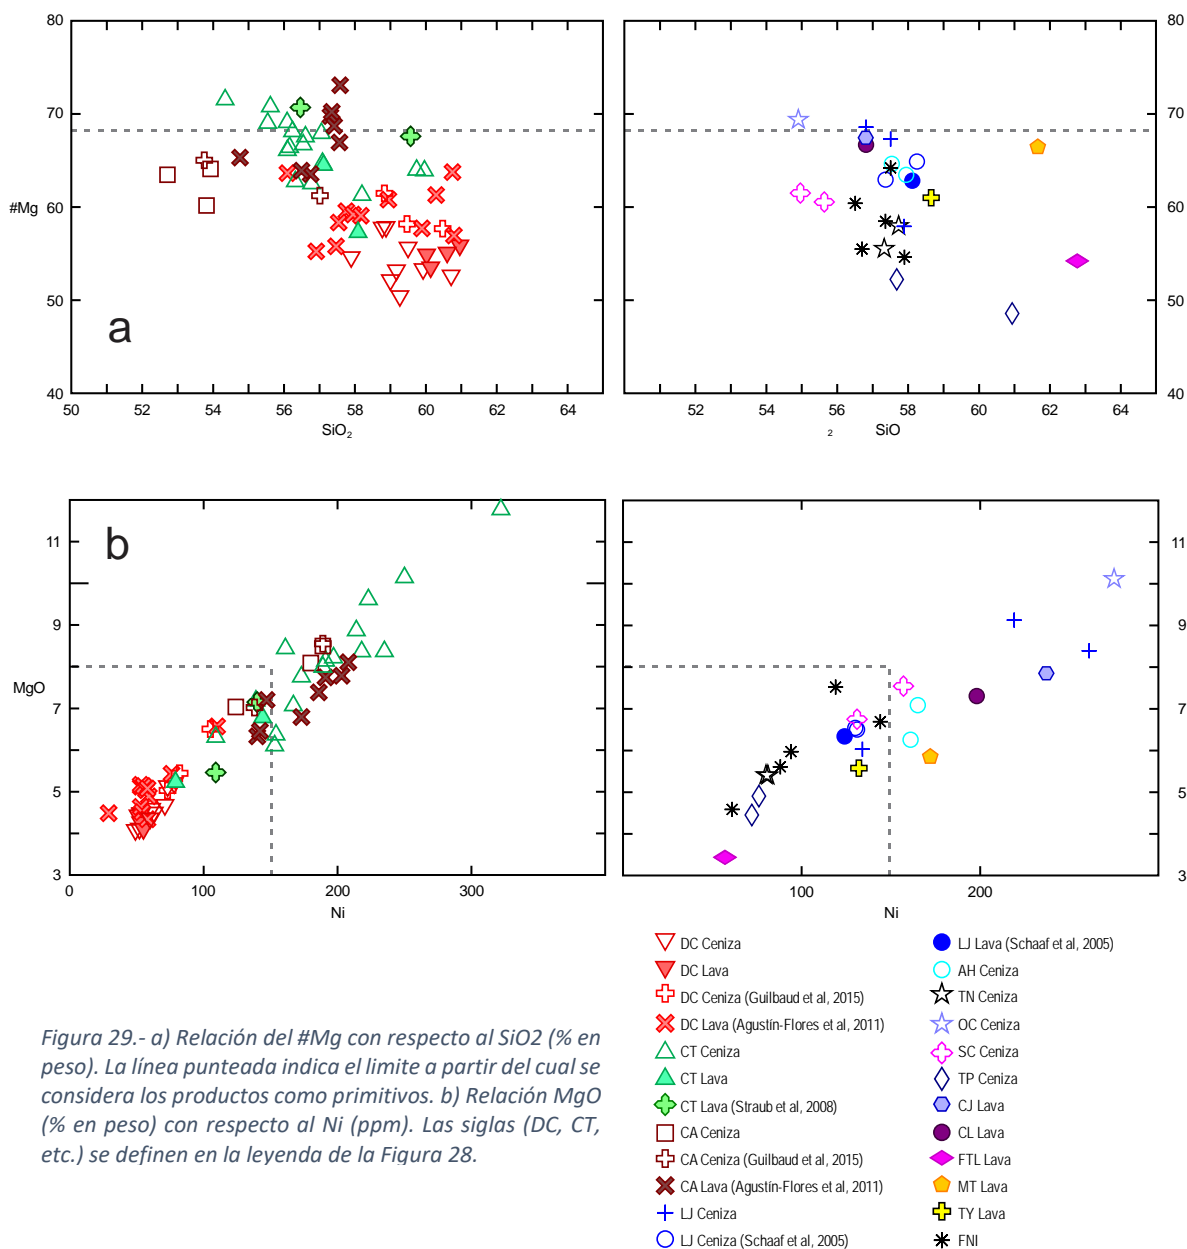 80
70
#Mg
60
50
40
a
50 52 54 56 58 60 62 64
SiO2
80
70
60
50
40
52 54 56 58 60 62 64
2 SiO
b
11
9
MgO
7
5
3
0 100 200 300
Ni
11
9
7
5
3
100 200
Ni
DC Ceniza
DC Lava
DC Ceniza (Guilbaud et al, 2015)
DC Lava (Agustín-Flores et al, 2011)
CT Ceniza
CT Lava
CT Lava (Straub et al, 2008)
CA Ceniza
CA Ceniza (Guilbaud et al, 2015)
CA Lava (Agustín-Flores et al, 2011)
LJ Ceniza
LJ Ceniza (Schaaf et al, 2005)
LJ Lava (Schaaf et al, 2005)
AH Ceniza
TN Ceniza
OC Ceniza
SC Ceniza
TP Ceniza
CJ Lava
CL Lava
FTL Lava
MT Lava
TY Lava
FNI
Figura 29.- a) Relación del #Mg con respecto al SiO2 (% en
peso). La línea punteada indica el limite a partir del cual se
considera los productos como primitivos. b) Relación MgO
(% en peso) con respecto al Ni (ppm). Las siglas (DC, CT,
etc.) se definen en la leyenda de la Figura 28.